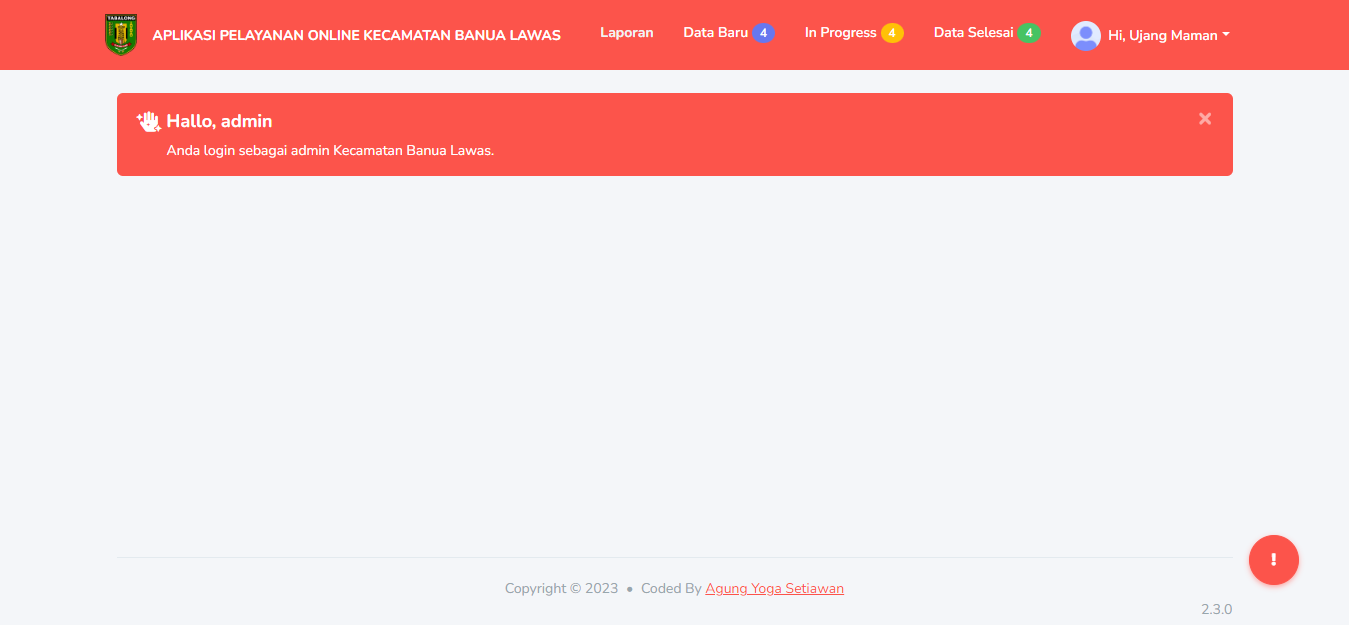 TABALONG
APLIKASI PELAYANAN ONLINE KECAMATAN BANUA LAWAS
Laporan
Data Baru 4
In Progress 4
Data Selesai 4
Hi, Ujang Maman
Hallo, admin
Anda login sebagai admin Kecamatan Banua Lawas.
Copyright © 2023 • Coded By Agung Yoga Setiawan
2.3.0